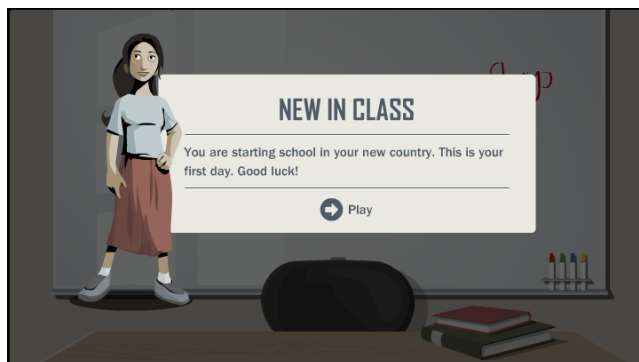 NEW IN CLASS
You are starting school in your new country. This is your
first day. Good luck!
Play